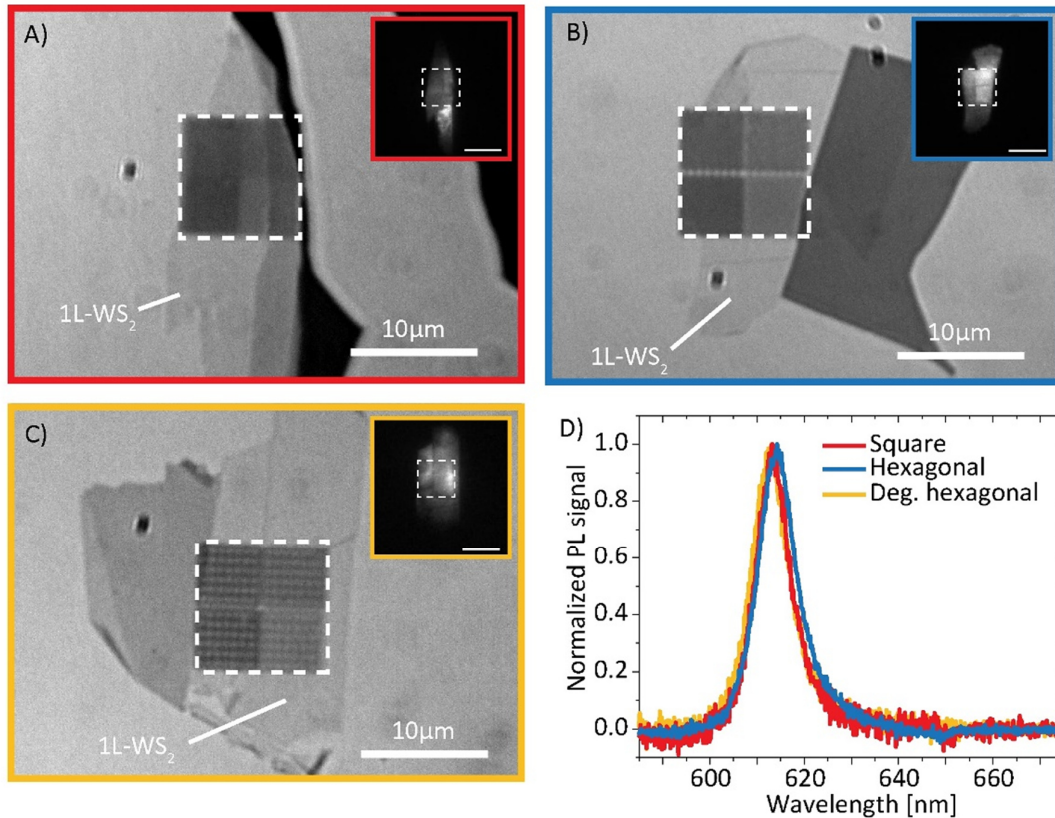 A)
1L-WS₂
10μm
B)
1L-WS₂
10μm
C)
1L-WS₂
10μm
D)
Square
Hexagonal
Deg. hexagonal
Normalized PL signal
1.0
0.8
0.6
0.4
0.2
0.0
600 620 640 660
Wavelength [nm]